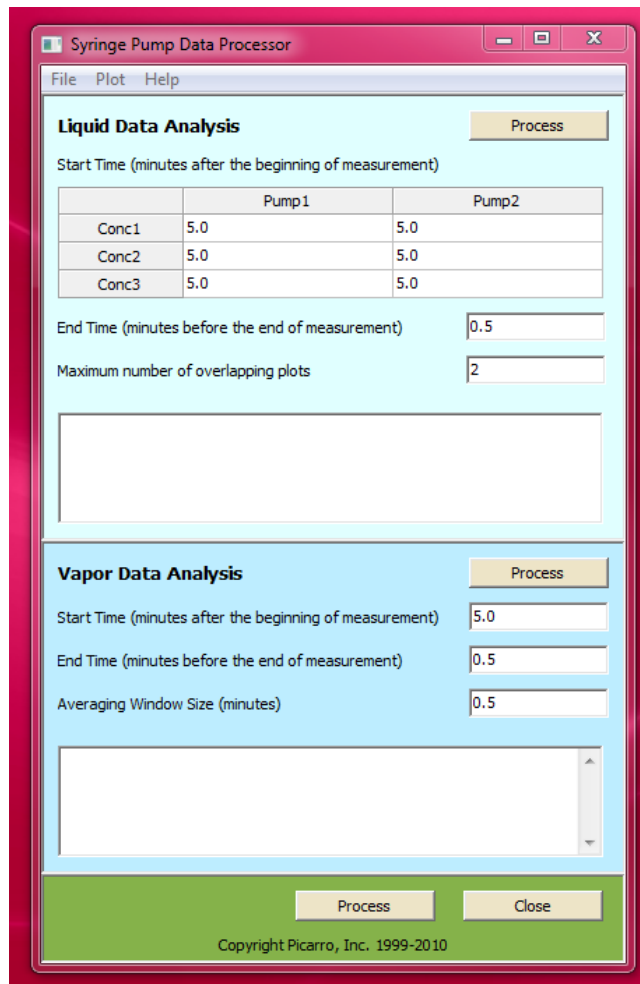 Syringe Pump Data Processor
File Plot Help
Liquid Data Analysis Process
Start Time (minutes after the beginning of measurement)
Pump1 Pump2
Conc1 5.0 5.0
Conc2 5.0 5.0
Conc3 5.0 5.0
End Time (minutes before the end of measurement) 0.5
Maximum number of overlapping plots 2
Vapor Data Analysis Process
Start Time (minutes after the beginning of measurement) 5.0
End Time (minutes before the end of measurement) 0.5
Averaging Window Size (minutes) 0.5
Process Close
Copyright Picarro, Inc. 1999-2010